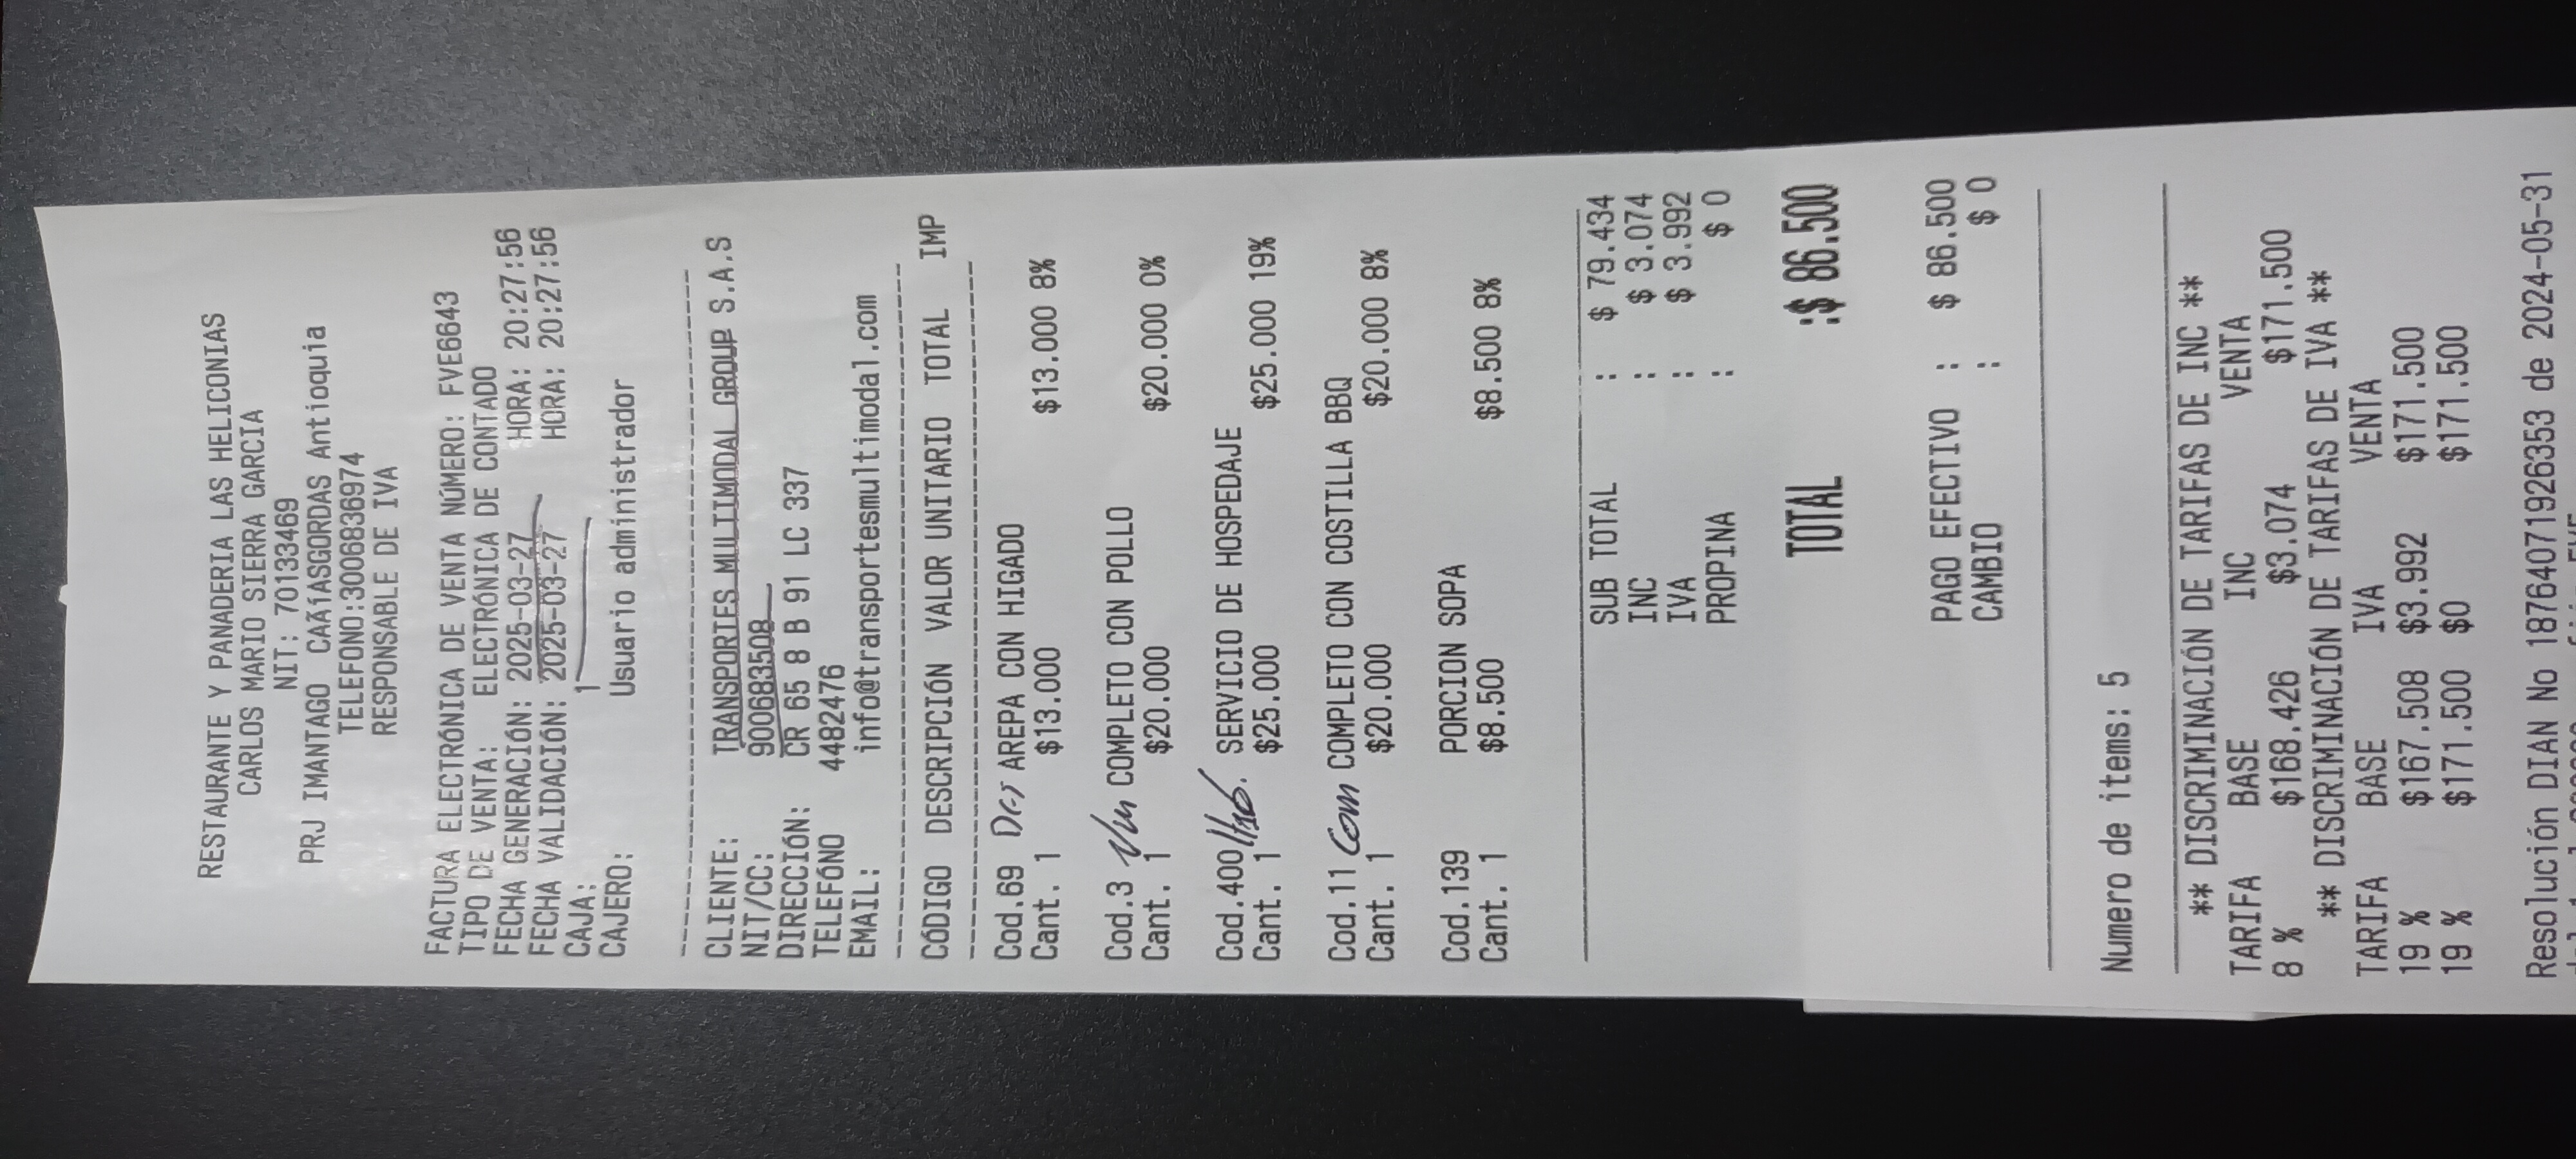 RESTAURANTE Y PANADERIA LAS HELICONIAS
CARLOS MARIO SIERRA GARCIA
NIT: 70133469
PRJ IMANTAGO CAÃIASGORDAS Antioquia
TELEFONO:3006836974
RESPONSABLE DE IVA
FACTURA ELECTRÓNICA DE VENTA NÚMERO: FVE6643
TIPO DE VENTA: ELECTRÓNICA DE CONTADO
FECHA GENERACIÓN: 2025-03-27 HORA: 20:27:56
FECHA VALIDACIÓN: 2025-03-27 HORA: 20:27:56
CAJA: 1
CAJERO: Usuario administrador
CLIENTE: TRANSPORTES MULTIMODAL GROUP S.A.S
NIT/CC: 900683508
DIRECCIÓN: CR 65 8 B 91 LC 337
TELEFÓNO 4482476
EMAIL: info@transportesmultimodal.com
CÓDIGO DESCRIPCIÓN VALOR UNITARIO TOTAL IMP
Cod.69 Des AREPA CON HIGADO
Cant. 1 $13.000 $13.000 8%
Cod.3 COMPLETO CON POLLO
Cant. 1 $20.000 $20.000 0%
Cod.400 SERVICIO DE HOSPEDAJE
Cant. 1 $25.000 $25.000 19%
Cod.11 Com COMPLETO CON COSTILLA BBQ
Cant. 1 $20.000 $20.000 8%
Cod.139 PORCION SOPA
Cant. 1 $8.500 $8.500 8%
SUB TOTAL : $ 79.434
INC : $ 3.074
IVA : $ 3.992
PROPINA : $ 0
TOTAL :$ 86.500
PAGO EFECTIVO : $ 86.500
CAMBIO : $ 0
Numero de items: 5
** DISCRIMINACIÓN DE TARIFAS DE INC **
TARIFA BASE INC VENTA
8 % $168.426 $3.074 $171.500
** DISCRIMINACIÓN DE TARIFAS DE IVA **
TARIFA BASE IVA VENTA
19 % $167.508 $3.992 $171.500
19 % $171.500 $0 $171.500
Resolución DIAN No 18764071926353 de 2024-05-31